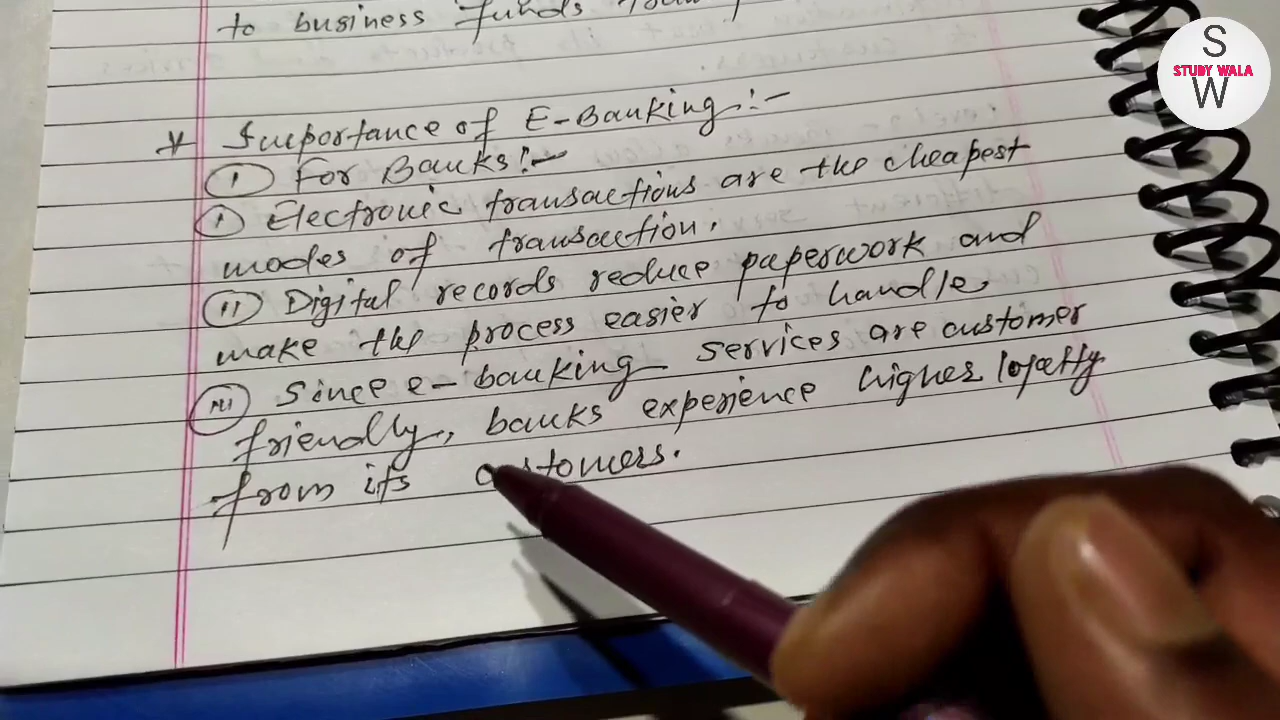 to business funds
* Importance of E-Banking:-
(1) For Banks:-
(I) Electronic transactions are the cheapest
modes of transaction.
(II) Digital records reduce paperwork and
make the process easier to handle.
(III) Since e-banking services are customer
friendly, banks experience higher loyalty
from its customers.
S
STUDY WALA
W